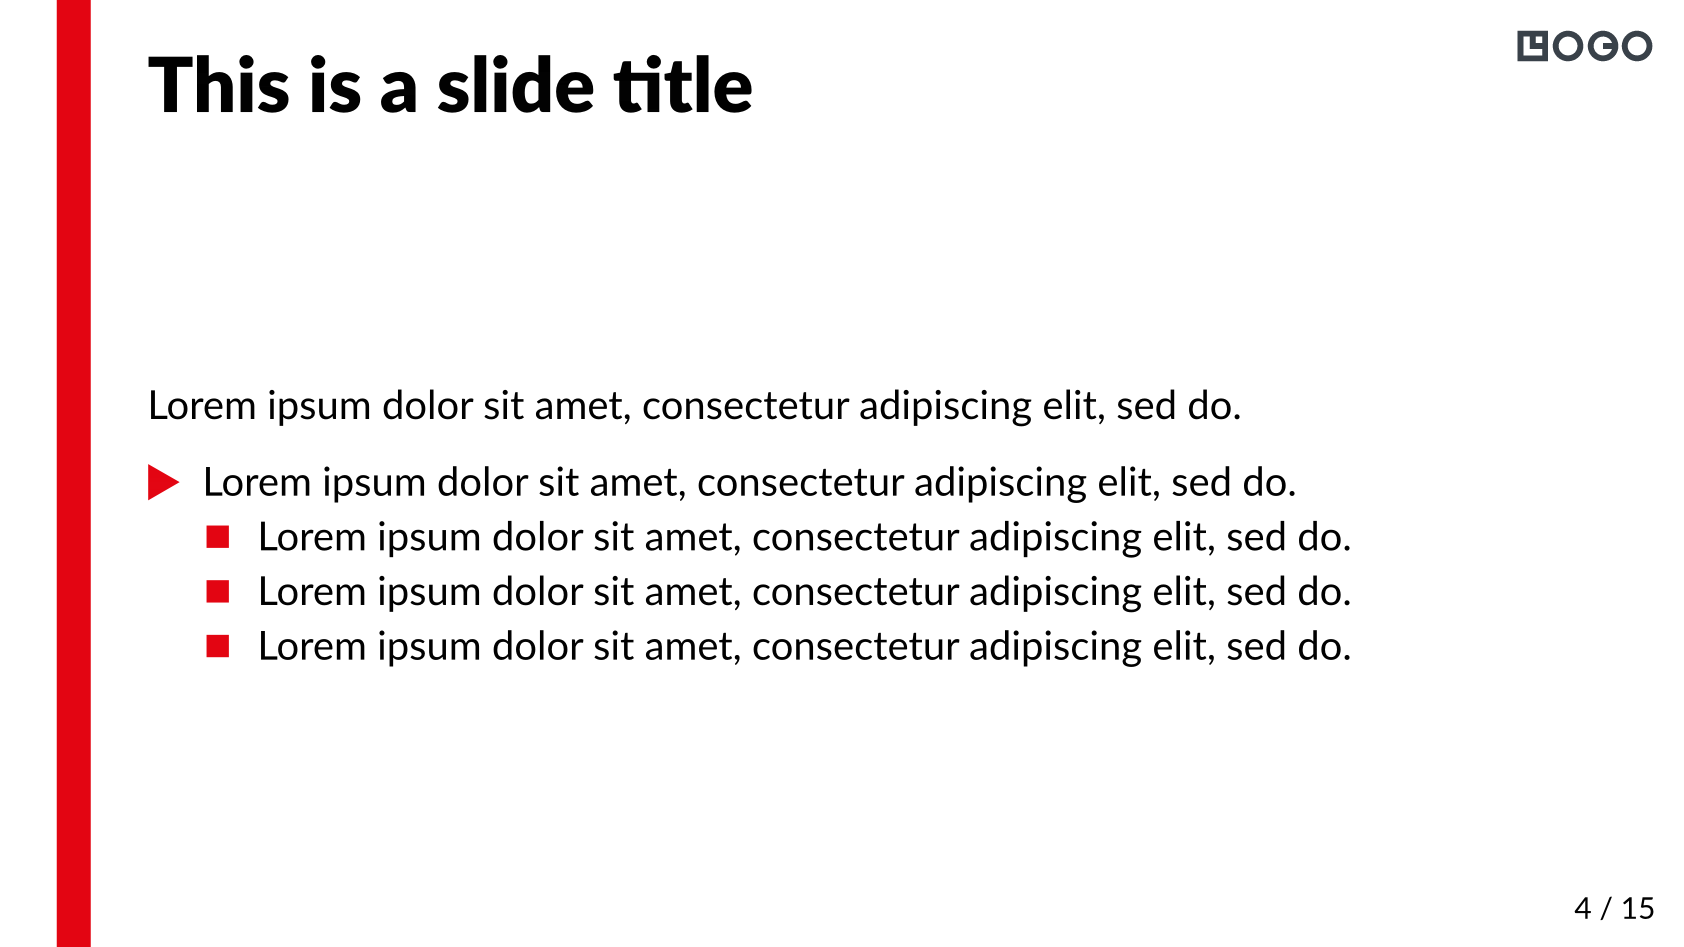 This is a slide title
LOGO
Lorem ipsum dolor sit amet, consectetur adipiscing elit, sed do.
Lorem ipsum dolor sit amet, consectetur adipiscing elit, sed do.
Lorem ipsum dolor sit amet, consectetur adipiscing elit, sed do.
Lorem ipsum dolor sit amet, consectetur adipiscing elit, sed do.
Lorem ipsum dolor sit amet, consectetur adipiscing elit, sed do.
4 / 15